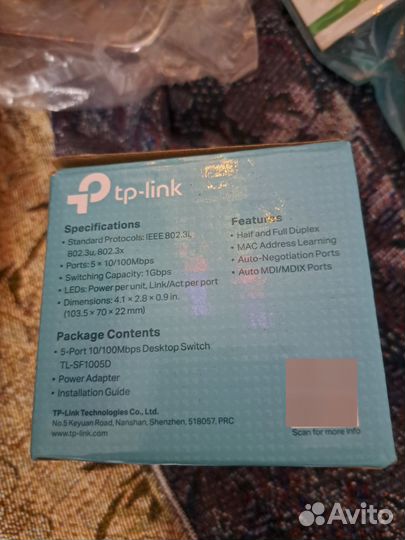 tp-link
Specifications
• Standard Protocols: IEEE 802.3i,
802.3u, 802.3x
• Ports: 5 × 10/100Mbps
• Switching Capacity: 1Gbps
• LEDs: Power per unit, Link/Act per port
• Dimensions: 4.1 × 2.8 × 0.9 in.
(103.5 × 70 × 22 mm)
Features
• Half and Full Duplex
• MAC Address Learning
• Auto-Negotiation Ports
• Auto MDI/MDIX Ports
Package Contents
• 5-Port 10/100Mbps Desktop Switch
TL-SF1005D
• Power Adapter
• Installation Guide
TP-Link Technologies Co., Ltd.
No.5 Keyuan Road, Nanshan, Shenzhen, 518057, PRC
www.tp-link.com
Scan for more info
Avito